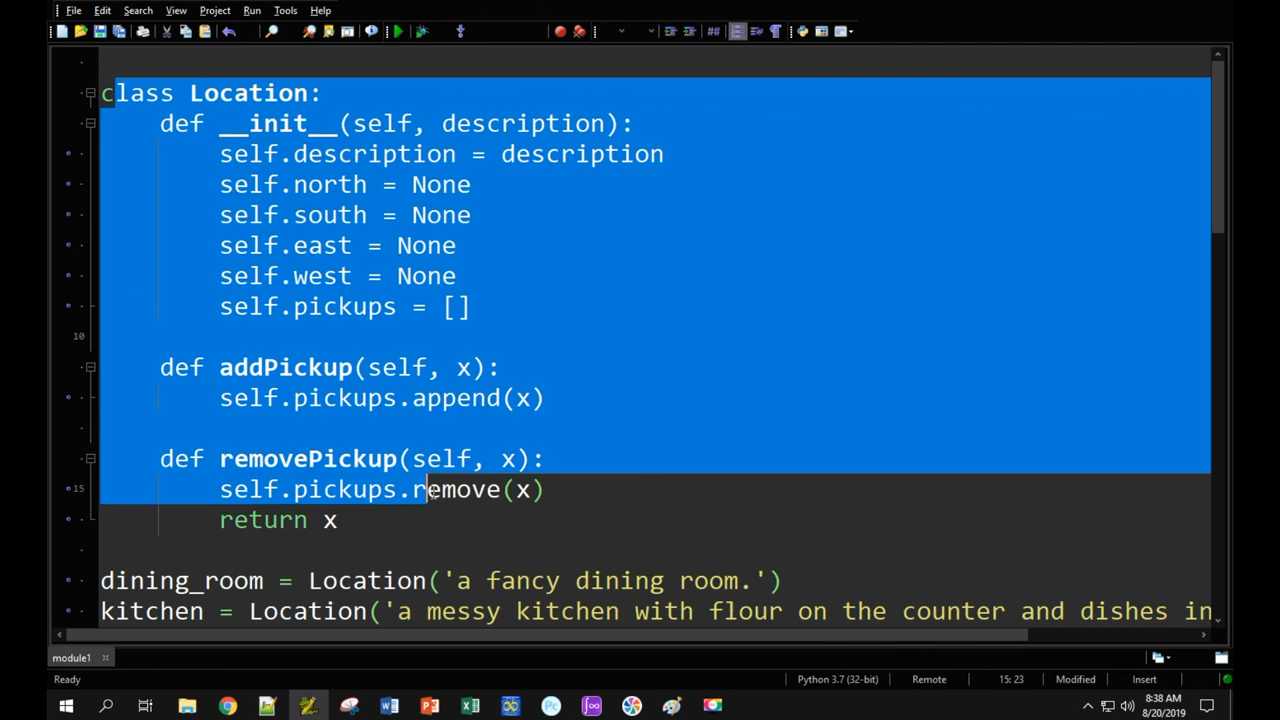 File Edit Search View Project Run Tools Help
class Location:
def __init__(self, description):
self.description = description
self.north = None
self.south = None
self.east = None
self.west = None
self.pickups = []
10
def addPickup(self, x):
self.pickups.append(x)
def removePickup(self, x):
15 self.pickups.remove(x)
return x
dining_room = Location('a fancy dining room.')
kitchen = Location('a messy kitchen with flour on the counter and dishes in
module1
Ready Python 3.7 (32-bit) Remote 15: 23 Modified Insert
8:38 AM
8/20/2019